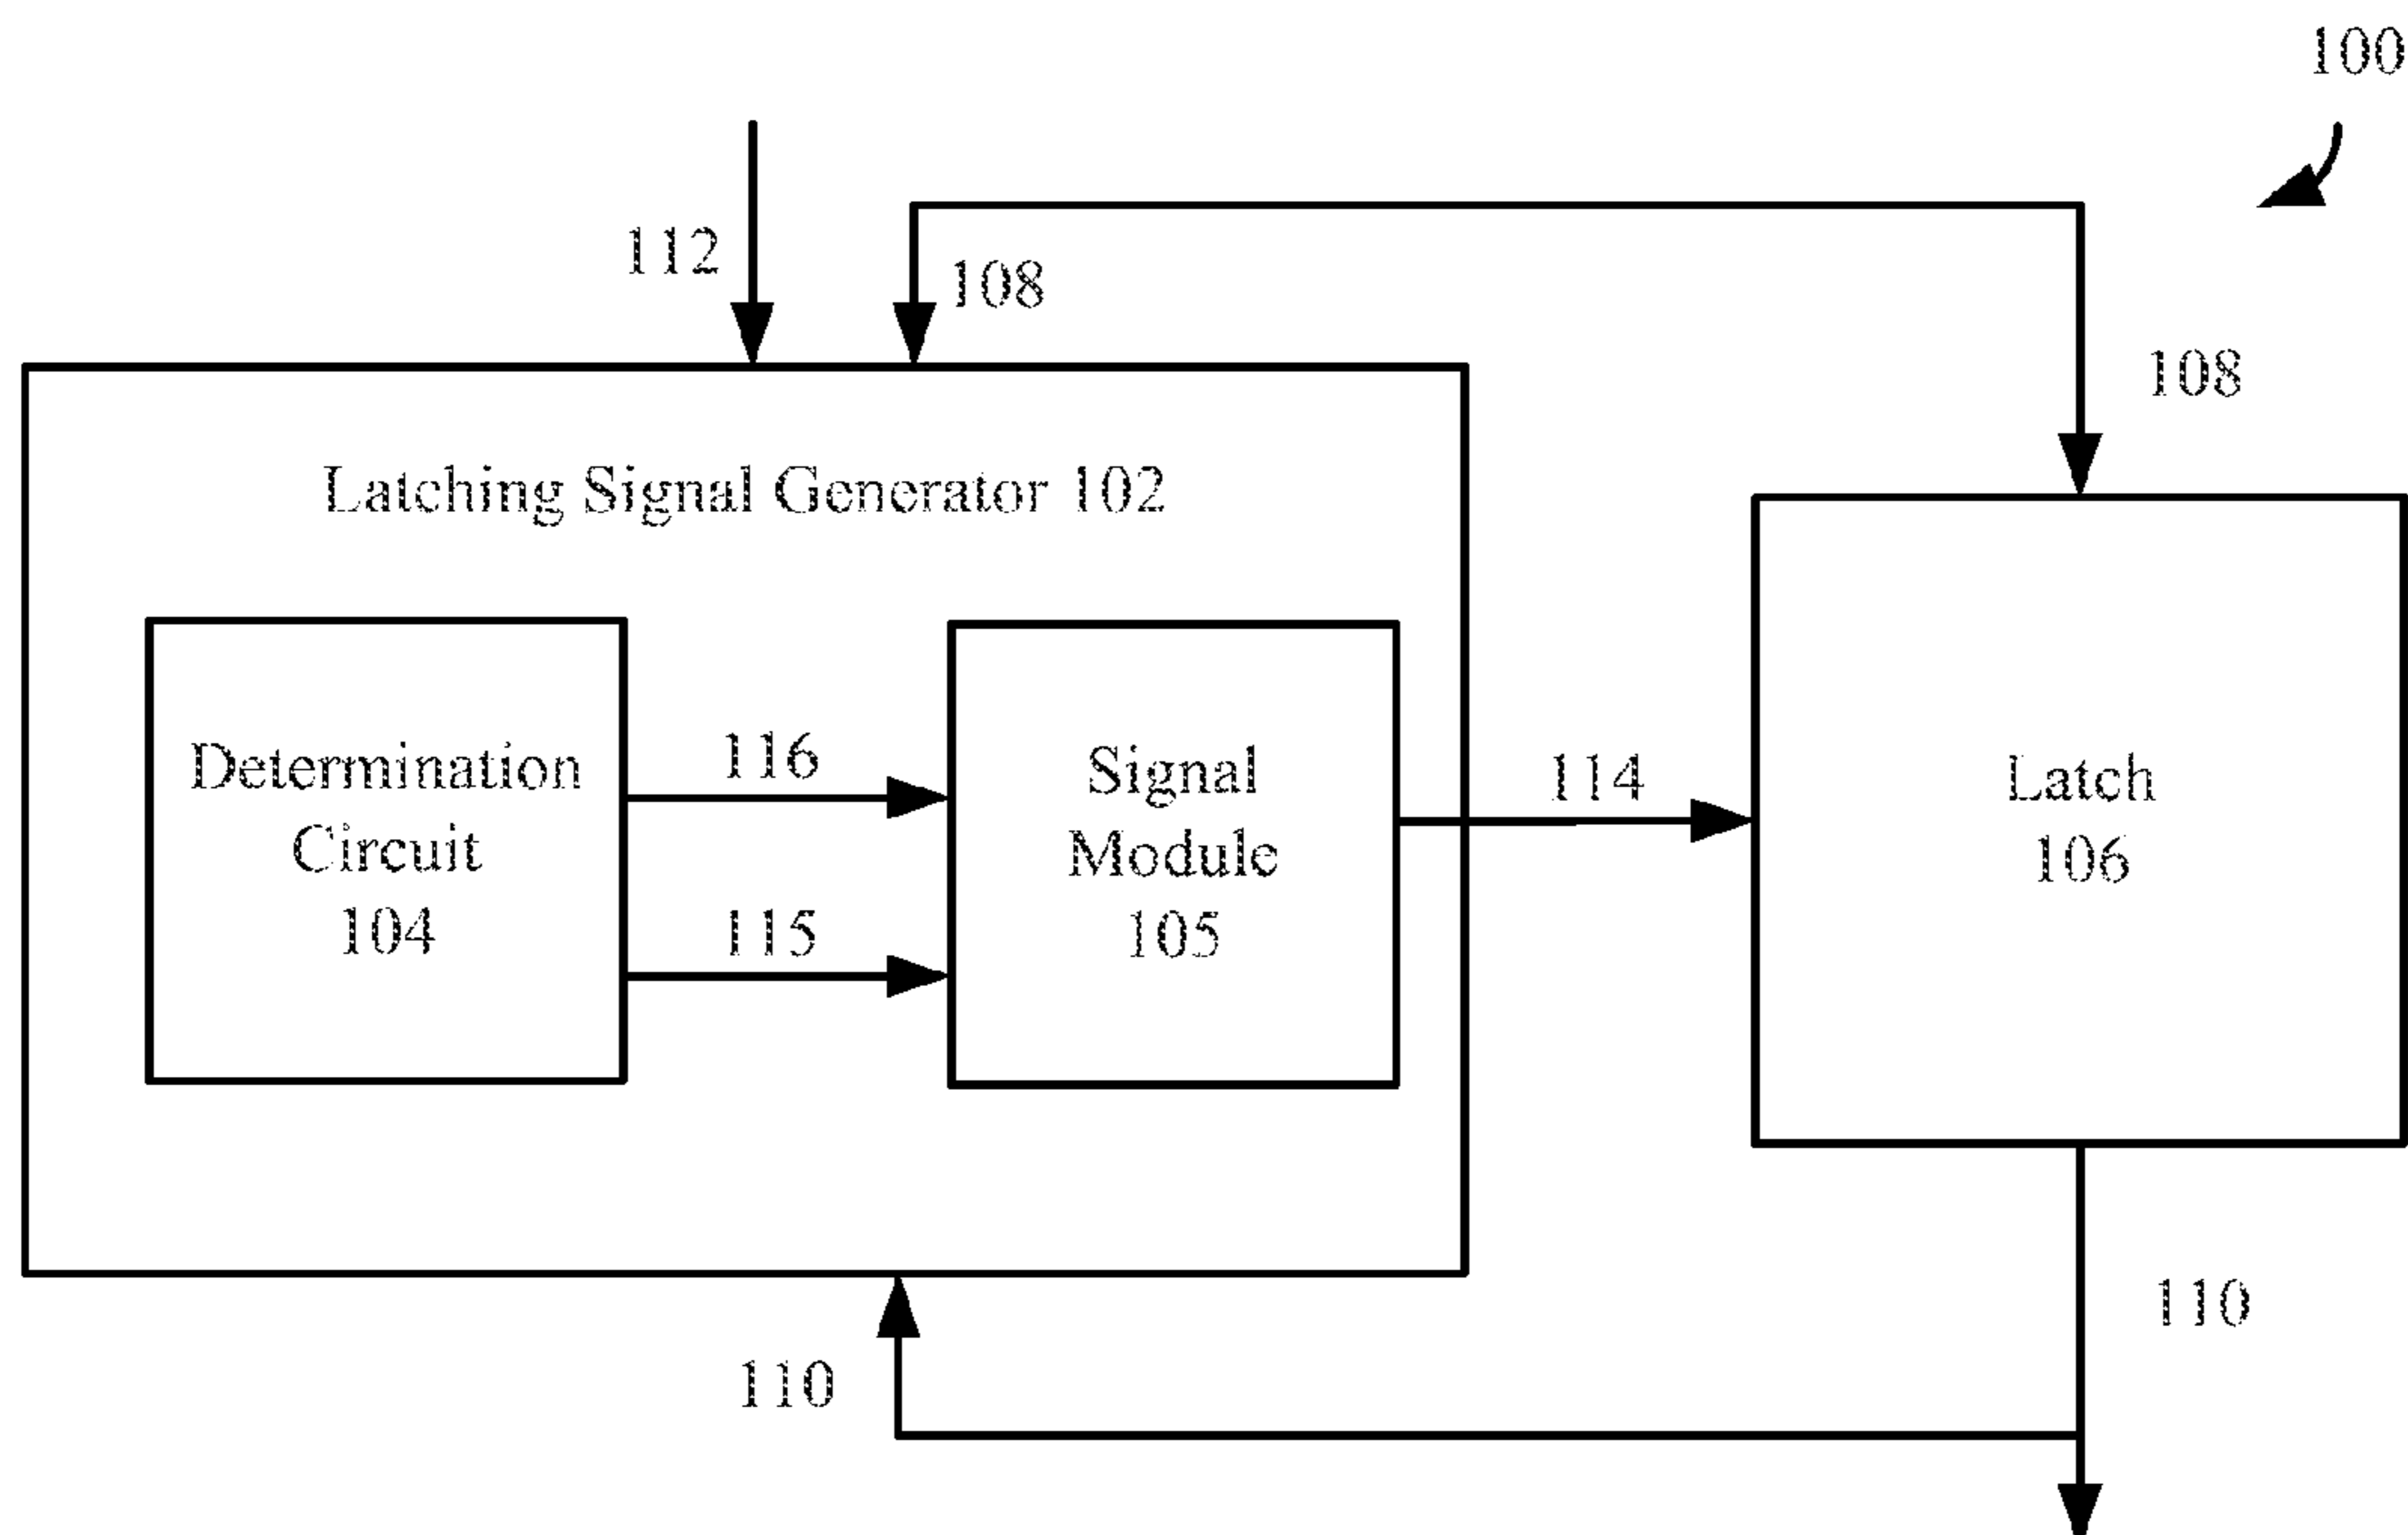 100
112
108
108
Latching Signal Generator 102
Determination
Circuit
104
116
115
Signal
Module
105
114
Latch
106
110
110